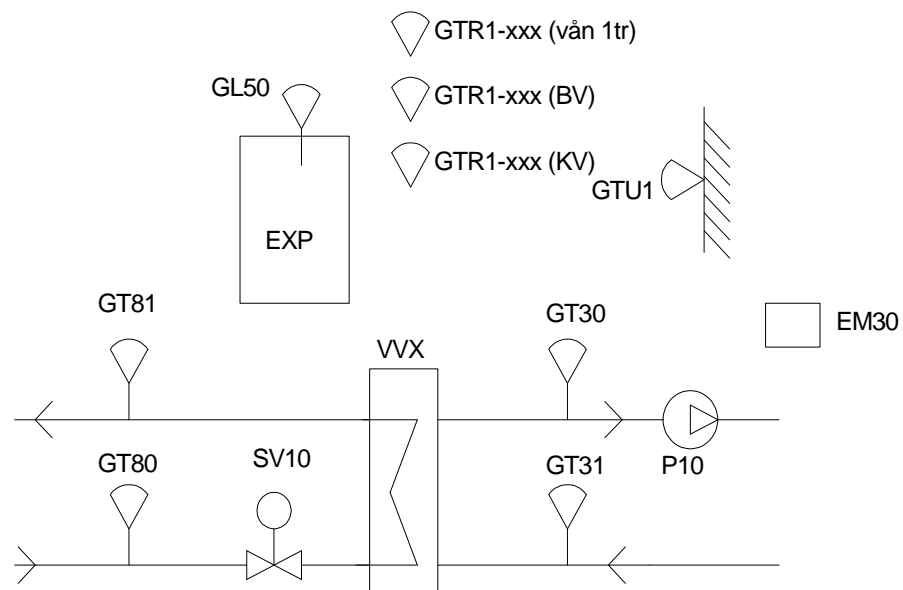 GTR1-xxx (vån 1tr)
GL50
GTR1-xxx (BV)
GTR1-xxx (KV)
GTU1
EXP
GT81
GT30
EM30
VVX
GT80
SV10
GT31
P10